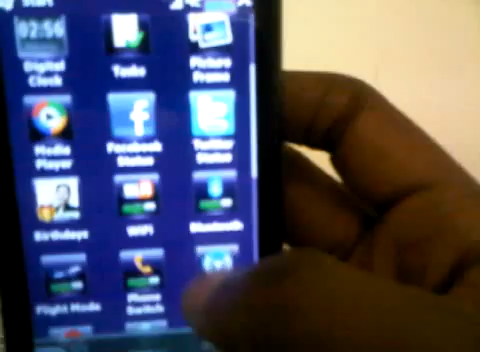 Start
02:56
Digital
Clock
Tasks
Picture
Frame
Media
Player
Facebook
Status
Twitter
Status
Birthdays
WiFi
Bluetooth
Flight Mode
Phone
Switch